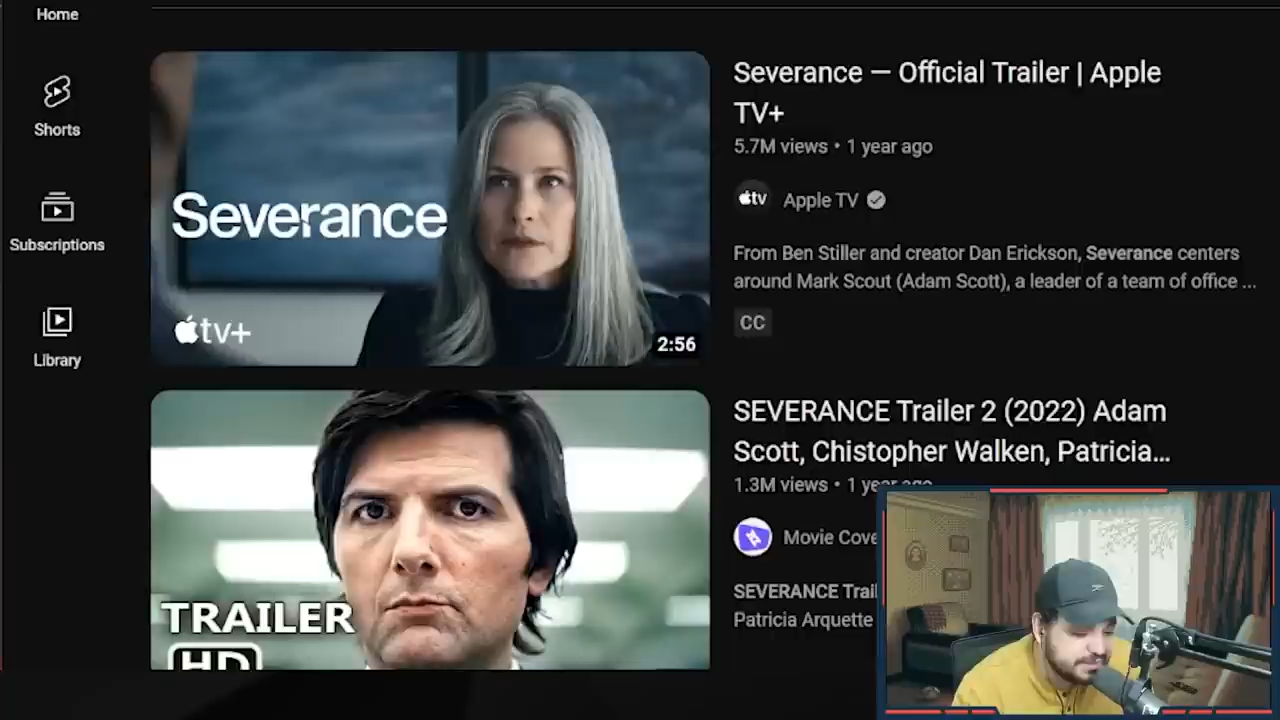 Home
Shorts
Subscriptions
Library
Severance
tv+
2:56
Severance — Official Trailer | Apple
TV+
5.7M views • 1 year ago
tv
Apple TV
From Ben Stiller and creator Dan Erickson, Severance centers
around Mark Scout (Adam Scott), a leader of a team of office ...
CC
TRAILER
HD
SEVERANCE Trailer 2 (2022) Adam
Scott, Chistopher Walken, Patricia...
1.3M views • 1 year ago
Movie Cove
SEVERANCE Trail
Patricia Arquette